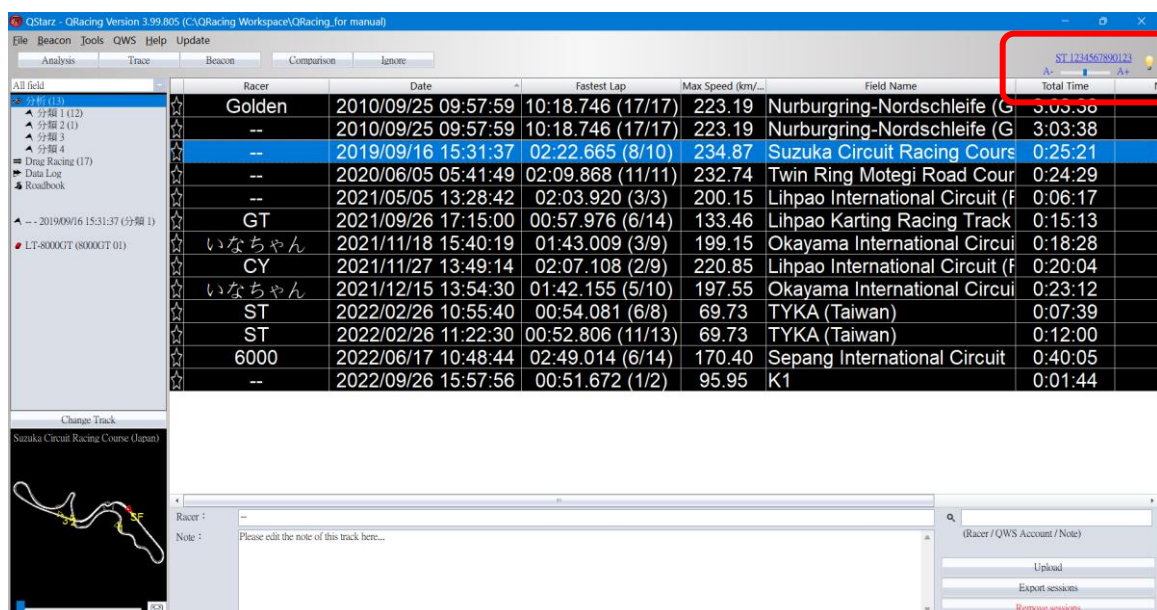 QStarz - QRacing Version 3.99.805 (C:\QRacing Workspace\QRacing_for manual)
File Beacon Tools QWS Help Update
Analysis Trace Beacon Comparison Ignore
ST 1234567890123
A- A+
All field
分析 (13)
分類 1 (12)
分類 2 (1)
分類 3
分類 4
Drag Racing (17)
Data Log
Roadbook
-- - 2019/09/16 15:31:37 (分類 1)
LT-8000GT (8000GT 01)
Racer Date Fastest Lap Max Speed (km/... Field Name Total Time
Golden 2010/09/25 09:57:59 10:18.746 (17/17) 223.19 Nurburgring-Nordschleife (G 3:03:38
-- 2010/09/25 09:57:59 10:18.746 (17/17) 223.19 Nurburgring-Nordschleife (G 3:03:38
-- 2019/09/16 15:31:37 02:22.665 (8/10) 234.87 Suzuka Circuit Racing Cours 0:25:21
-- 2020/06/05 05:41:49 02:09.868 (11/11) 232.74 Twin Ring Motegi Road Cour 0:24:29
-- 2021/05/05 13:28:42 02:03.920 (3/3) 200.15 Lihpao International Circuit (F 0:06:17
GT 2021/09/26 17:15:00 00:57.976 (6/14) 133.46 Lihpao Karting Racing Track 0:15:13
いなちゃん 2021/11/18 15:40:19 01:43.009 (3/9) 199.15 Okayama International Circui 0:18:28
CY 2021/11/27 13:49:14 02:07.108 (2/9) 220.85 Lihpao International Circuit (F 0:20:04
いなちゃん 2021/12/15 13:54:30 01:42.155 (5/10) 197.55 Okayama International Circui 0:23:12
ST 2022/02/26 10:55:40 00:54.081 (6/8) 69.73 TYKA (Taiwan) 0:07:39
ST 2022/02/26 11:22:30 00:52.806 (11/13) 69.73 TYKA (Taiwan) 0:12:00
6000 2022/06/17 10:48:44 02:49.014 (6/14) 170.40 Sepang International Circuit 0:40:05
-- 2022/09/26 15:57:56 00:51.672 (1/2) 95.95 K1 0:01:44
Change Track
Suzuka Circuit Racing Course (Japan)
SF
Racer : --
(Racer / QWS Account / Note)
Note : Please edit the note of this track here...
Upload
Export sessions
Remove sessions